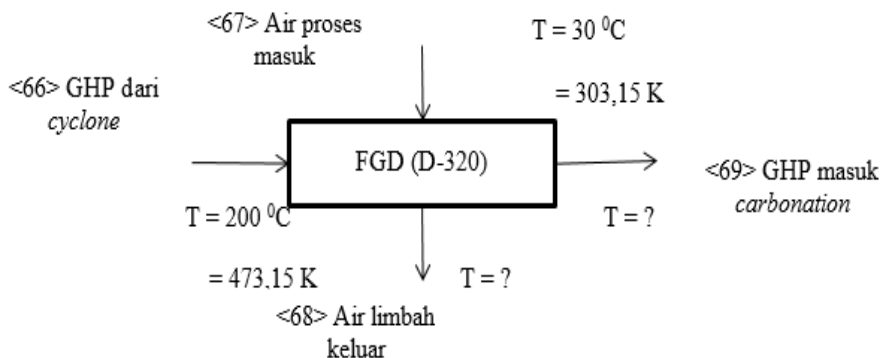 <67> Air proses
masuk
T = 30 ⁰C
= 303,15 K
<66> GHP dari
cyclone
FGD (D-320)
<69> GHP masuk
carbonation
T = 200 ⁰C
= 473,15 K
T = ?
T = ?
<68> Air limbah
keluar